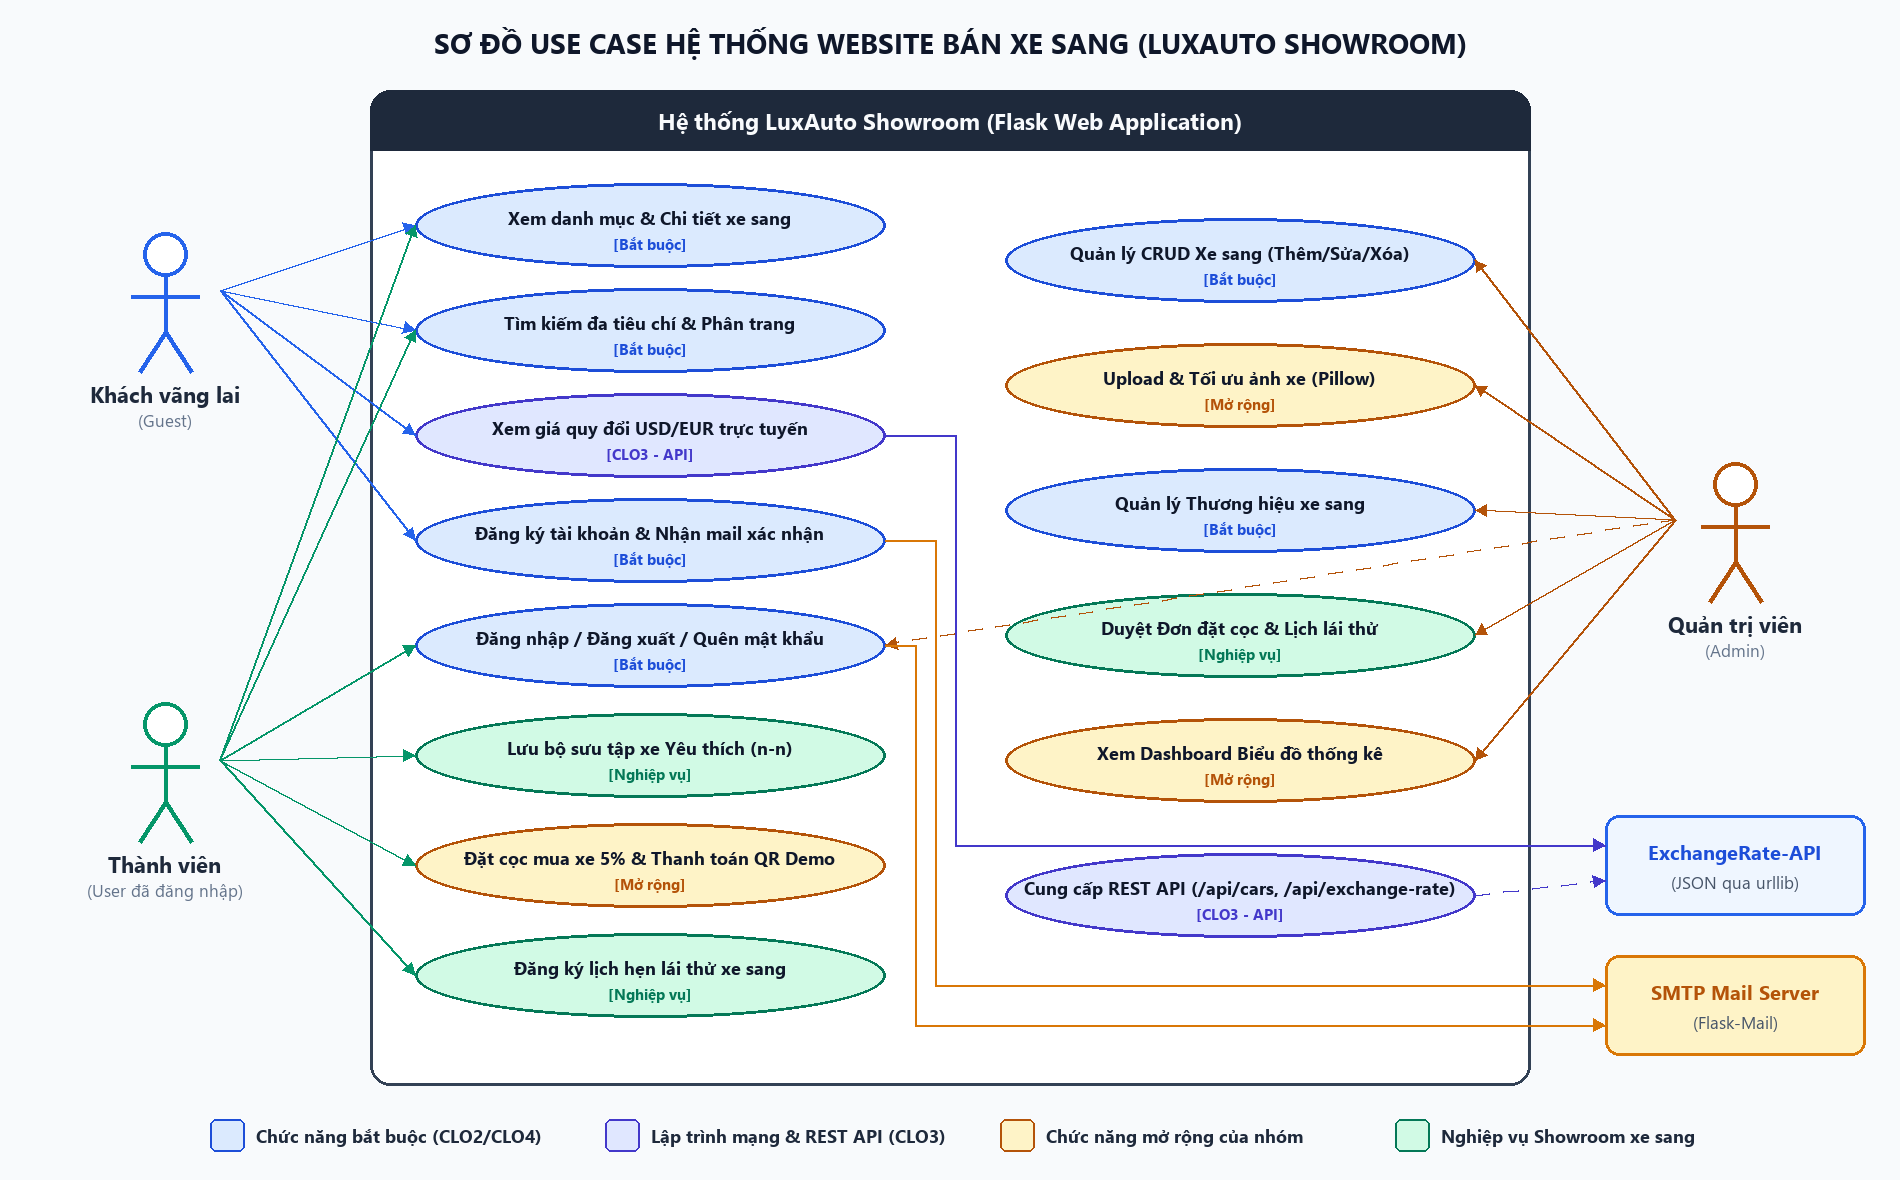 SƠ ĐỒ USE CASE HỆ THỐNG WEBSITE BÁN XE SANG (LUXAUTO SHOWROOM)
Hệ thống LuxAuto Showroom (Flask Web Application)
Khách vãng lai
(Guest)
Thành viên
(User đã đăng nhập)
Xem danh mục & Chi tiết xe sang
[Bắt buộc]
Tìm kiếm đa tiêu chí & Phân trang
[Bắt buộc]
Xem giá quy đổi USD/EUR trực tuyến
[CLO3 - API]
Đăng ký tài khoản & Nhận mail xác nhận
[Bắt buộc]
Đăng nhập / Đăng xuất / Quên mật khẩu
[Bắt buộc]
Lưu bộ sưu tập xe Yêu thích (n-n)
[Nghiệp vụ]
Đặt cọc mua xe 5% & Thanh toán QR Demo
[Mở rộng]
Đăng ký lịch hẹn lái thử xe sang
[Nghiệp vụ]
Quản lý CRUD Xe sang (Thêm/Sửa/Xóa)
[Bắt buộc]
Upload & Tối ưu ảnh xe (Pillow)
[Mở rộng]
Quản lý Thương hiệu xe sang
[Bắt buộc]
Duyệt Đơn đặt cọc & Lịch lái thử
[Nghiệp vụ]
Xem Dashboard Biểu đồ thống kê
[Mở rộng]
Cung cấp REST API (/api/cars, /api/exchange-rate)
[CLO3 - API]
Quản trị viên
(Admin)
ExchangeRate-API
(JSON qua urllib)
SMTP Mail Server
(Flask-Mail)
Chức năng bắt buộc (CLO2/CLO4)
Lập trình mạng & REST API (CLO3)
Chức năng mở rộng của nhóm
Nghiệp vụ Showroom xe sang